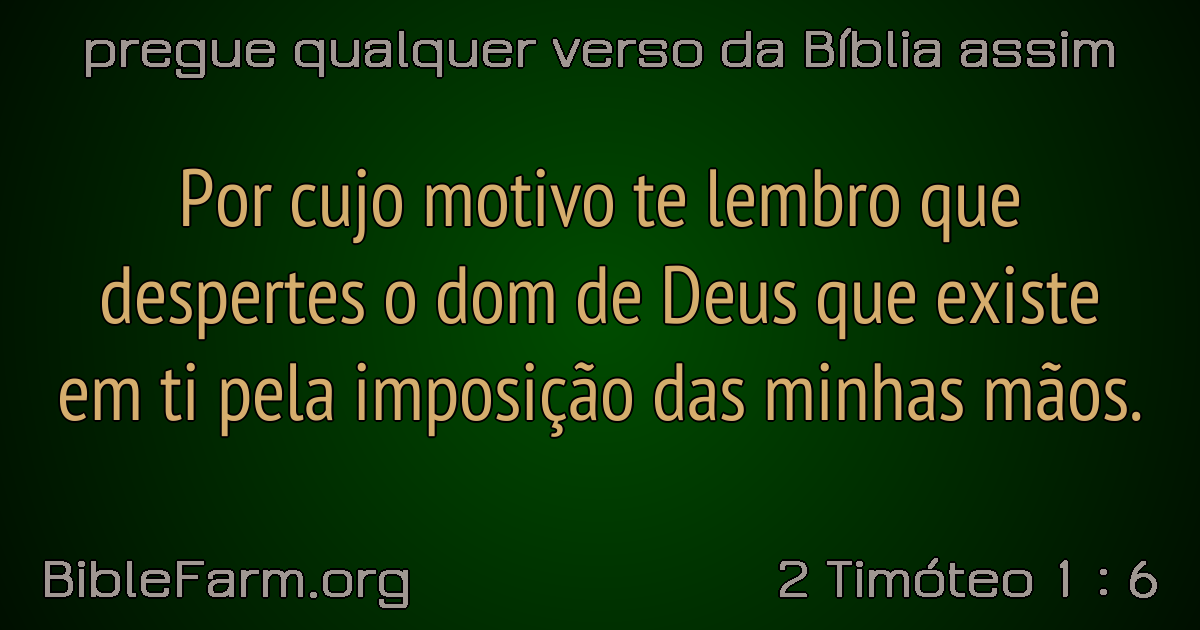 pregue qualquer verso da Bíblia assim
Por cujo motivo te lembro que
despertes o dom de Deus que existe
em ti pela imposição das minhas mãos.
BibleFarm.org
2 Timóteo 1 : 6